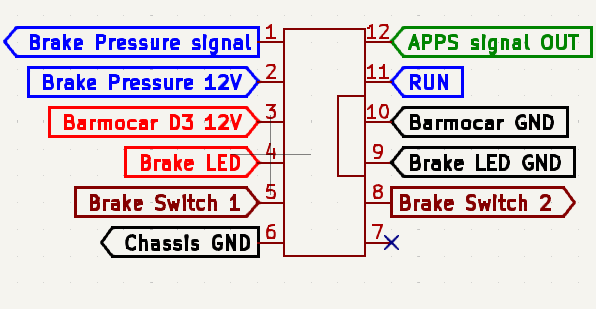 Brake Pressure signal 1 12 APPS signal OUT
Brake Pressure 12V 2 11 RUN
Barmocar D3 12V 3 10 Barmocar GND
Brake LED 4 9 Brake LED GND
Brake Switch 1 5 8 Brake Switch 2
Chassis GND 6 7